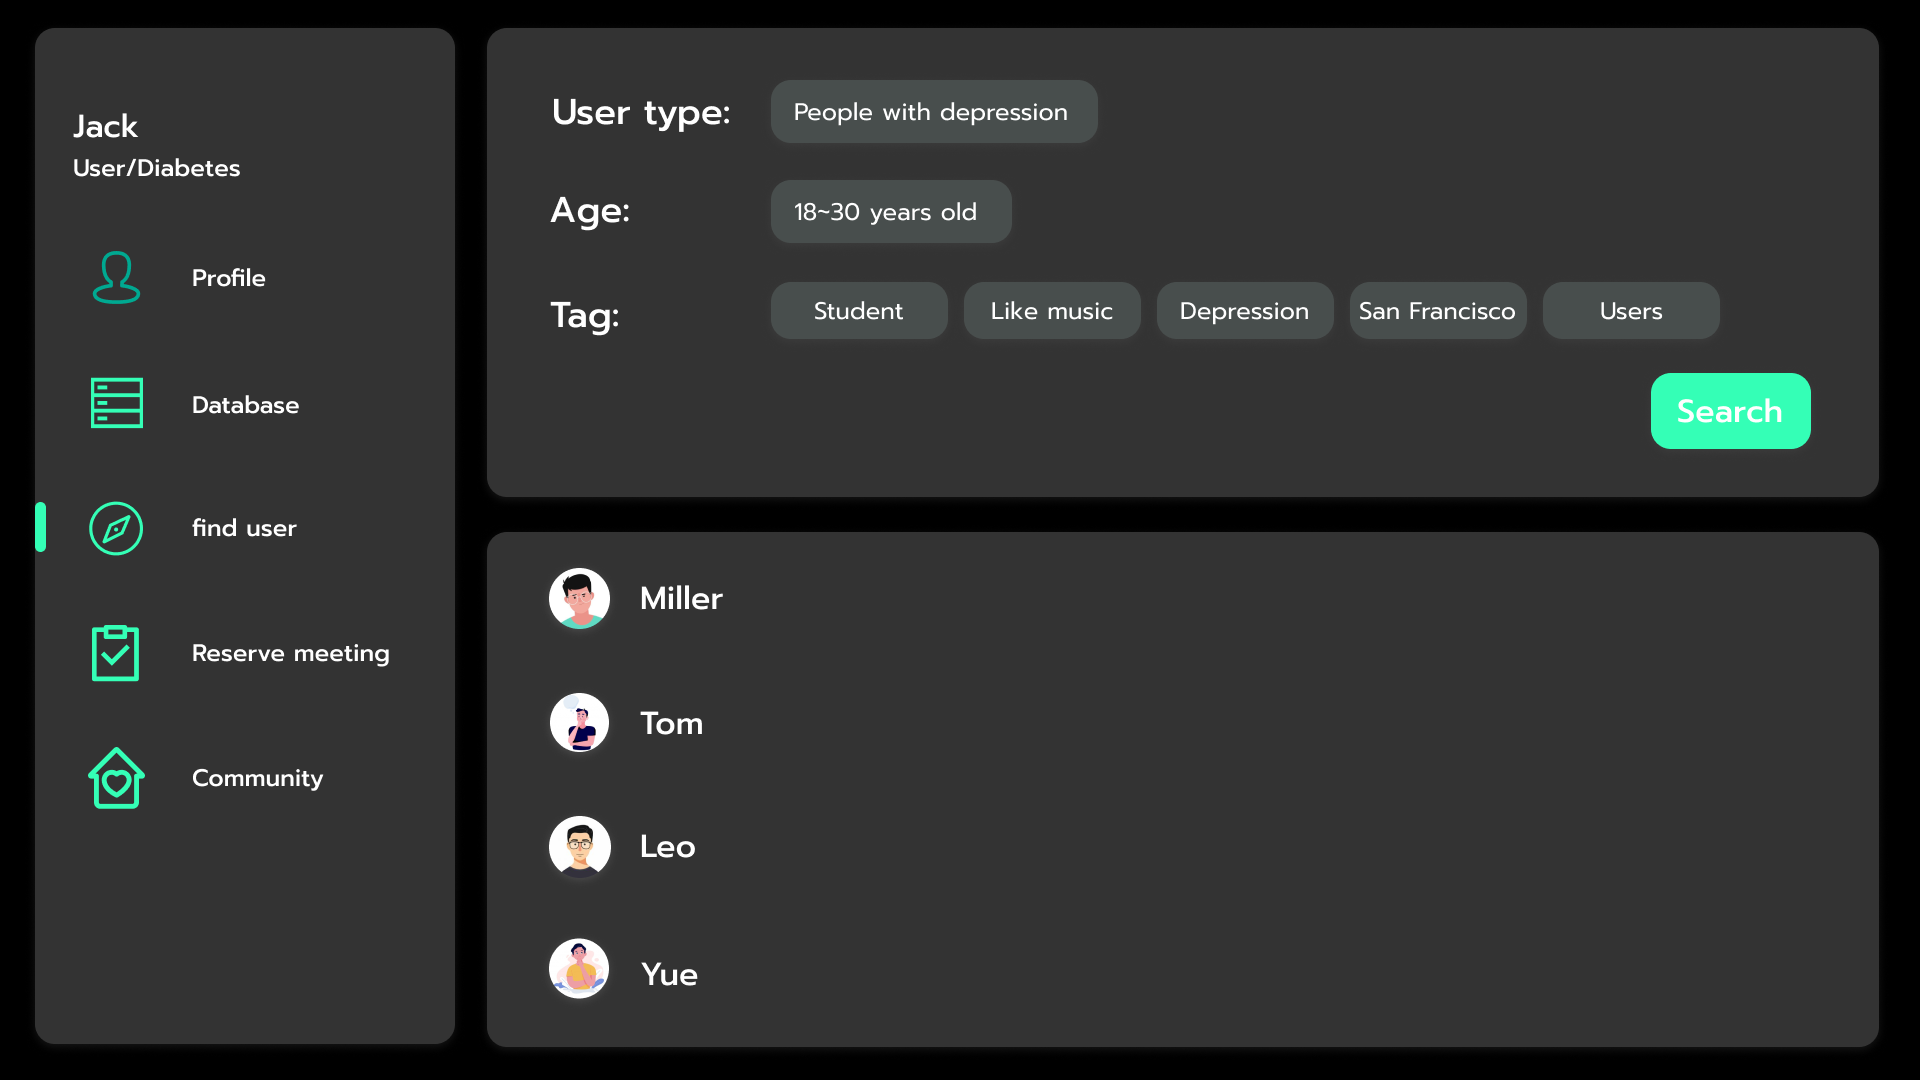 Jack
User/Diabetes
Profile
Database
find user
Reserve meeting
Community
User type: People with depression
Age: 18~30 years old
Tag: Student Like music Depression San Francisco Users
Search
Miller
Tom
Leo
Yue